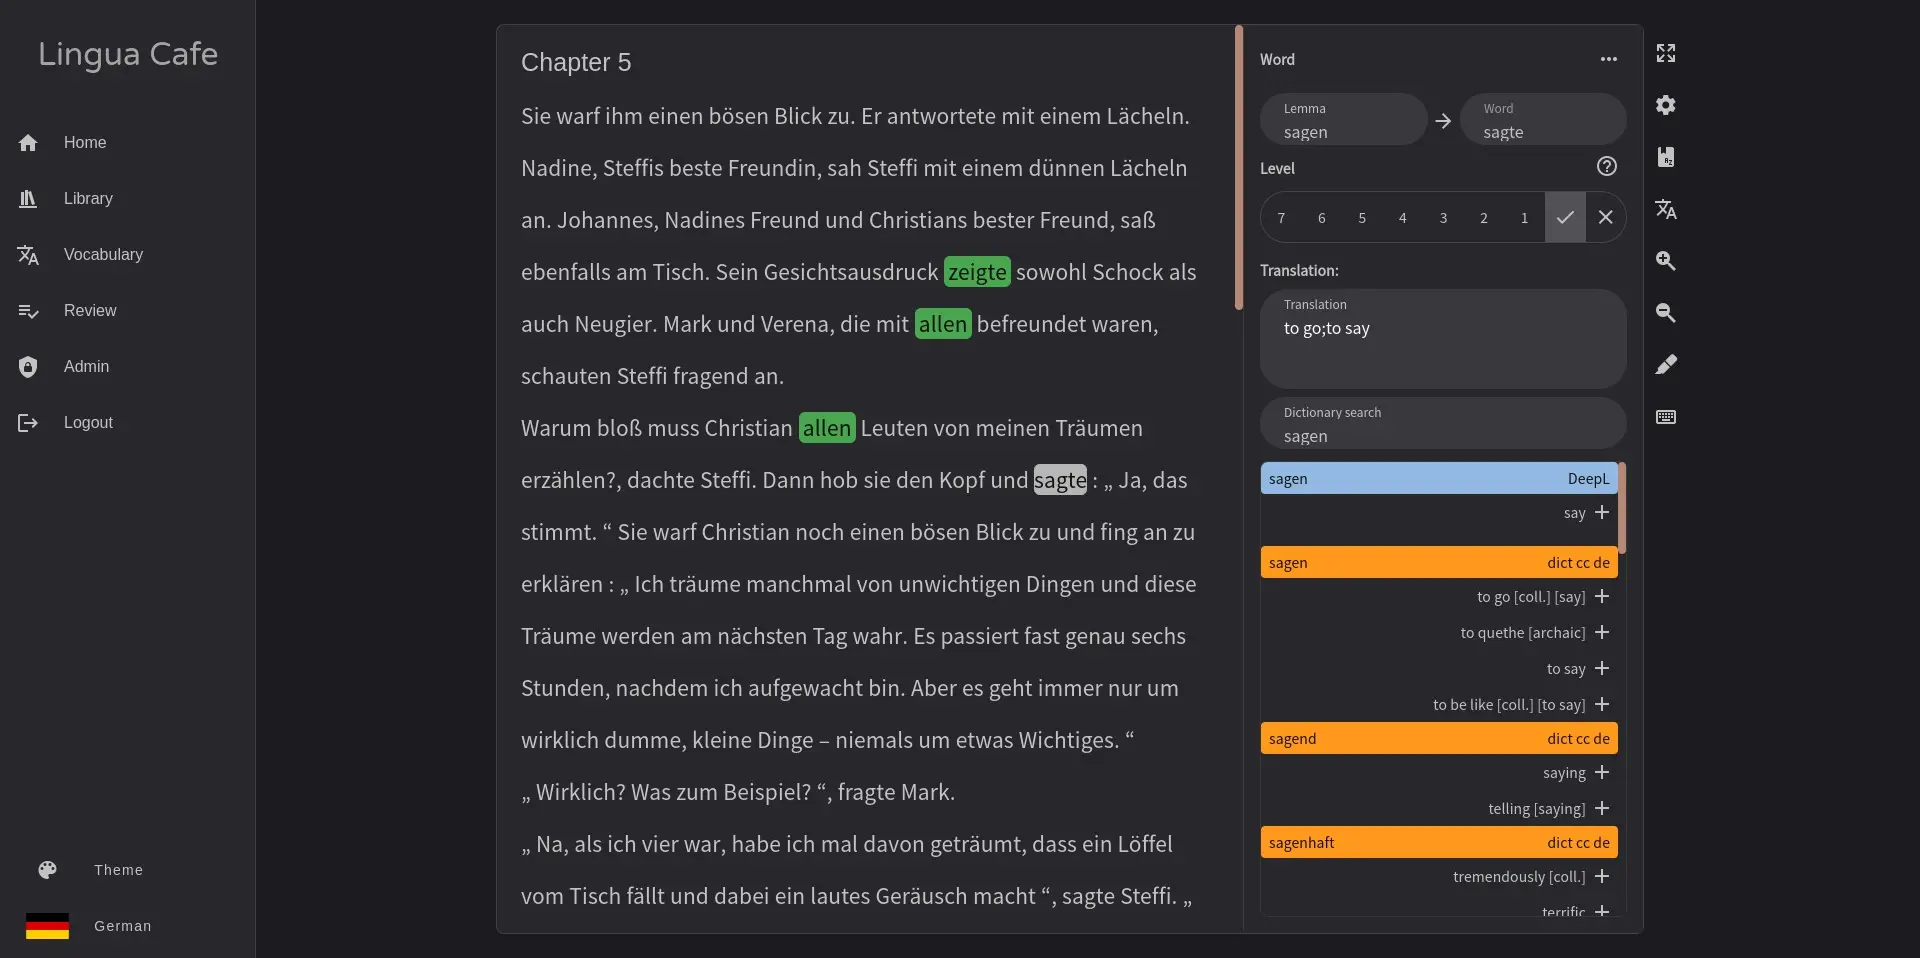 Lingua Cafe
Home
Library
Vocabulary
Review
Admin
Logout
Theme
German
Chapter 5
Sie warf ihm einen bösen Blick zu. Er antwortete mit einem Lächeln.
Nadine, Steffis beste Freundin, sah Steffi mit einem dünnen Lächeln
an. Johannes, Nadines Freund und Christians bester Freund, saß
ebenfalls am Tisch. Sein Gesichtsausdruck zeigte sowohl Schock als
auch Neugier. Mark und Verena, die mit allen befreundet waren,
schauten Steffi fragend an.
Warum bloß muss Christian allen Leuten von meinen Träumen
erzählen?, dachte Steffi. Dann hob sie den Kopf und sagte : „ Ja, das
stimmt. “ Sie warf Christian noch einen bösen Blick zu und fing an zu
erklären : „ Ich träume manchmal von unwichtigen Dingen und diese
Träume werden am nächsten Tag wahr. Es passiert fast genau sechs
Stunden, nachdem ich aufgewacht bin. Aber es geht immer nur um
wirklich dumme, kleine Dinge – niemals um etwas Wichtiges. “
„ Wirklich? Was zum Beispiel? “, fragte Mark.
„ Na, als ich vier war, habe ich mal davon geträumt, dass ein Löffel
vom Tisch fällt und dabei ein lautes Geräusch macht “, sagte Steffi. „
Word
Lemma
sagen
Word
sagte
Level
7 6 5 4 3 2 1
Translation:
Translation
to go;to say
Dictionary search
sagen
sagen DeepL
say
sagen dict cc de
to go [coll.] [say]
to quethe [archaic]
to say
to be like [coll.] [to say]
sagend dict cc de
saying
telling [saying]
sagenhaft dict cc de
tremendously [coll.]
terrific